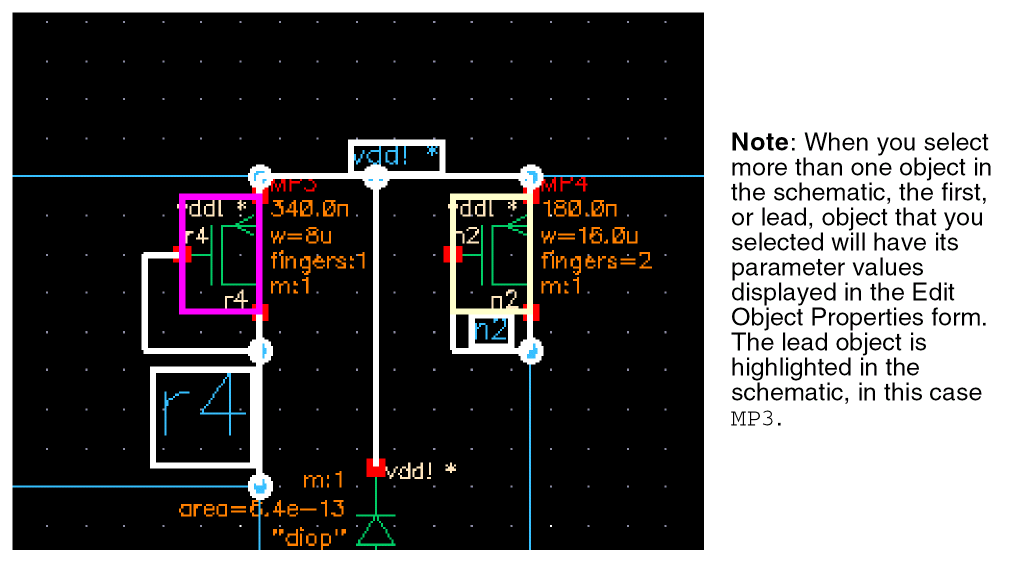 vdd! *
MP3
MP4
vdd! *
340.0n
vdd! *
180.0n
r4
w=8u
n2
w=16.0u
fingers:1
fingers=2
m:1
m:1
r4
n2
n2
r4
vdd! *
m:1
area=6.4e-13
"diop"
Note: When you select
more than one object in
the schematic, the first,
or lead, object that you
selected will have its
parameter values
displayed in the Edit
Object Properties form.
The lead object is
highlighted in the
schematic, in this case
MP3.